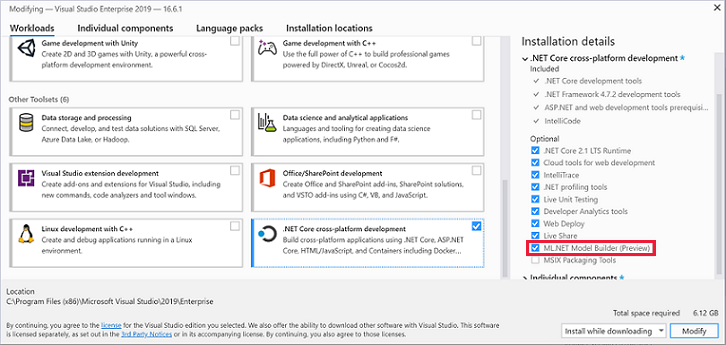 Modifying — Visual Studio Enterprise 2019 — 16.6.1
Workloads
Individual components
Language packs
Installation locations
Game development with Unity
Create 2D and 3D games with Unity, a powerful cross-
platform development environment.
Game development with C++
Use the full power of C++ to build professional games
powered by DirectX, Unreal, or Cocos2d.
Other Toolsets (6)
Data storage and processing
Connect, develop, and test data solutions with SQL Server,
Azure Data Lake, or Hadoop.
Data science and analytical applications
Languages and tooling for creating data science
applications, including Python and F#.
Visual Studio extension development
Create add-ons and extensions for Visual Studio, including
new commands, code analyzers and tool windows.
Office/SharePoint development
Create Office and SharePoint add-ins, SharePoint solutions,
and VSTO add-ins using C#, VB, and JavaScript.
Linux development with C++
Create and debug applications running in a Linux
environment.
.NET Core cross-platform development
Build cross-platform applications using .NET Core, ASP.NET
Core, HTML/JavaScript, and Containers including Docker...
Installation details
.NET Core cross-platform development *
Included
.NET Core development tools
.NET Framework 4.7.2 development tools
ASP.NET and web development tools prerequisi...
IntelliCode
Optional
.NET Core 2.1 LTS Runtime
Cloud tools for web development
IntelliTrace
.NET profiling tools
Live Unit Testing
Developer Analytics tools
Web Deploy
Live Share
ML.NET Model Builder (Preview)
MSIX Packaging Tools
Individual components *
Location
C:\Program Files (x86)\Microsoft Visual Studio\2019\Enterprise
Total space required 6.12 GB
By continuing, you agree to the license for the Visual Studio edition you selected. We also offer the ability to download other software with Visual Studio. This software
is licensed separately, as set out in the 3rd Party Notices or in its accompanying license. By continuing, you also agree to those licenses.
Install while downloading
Modify